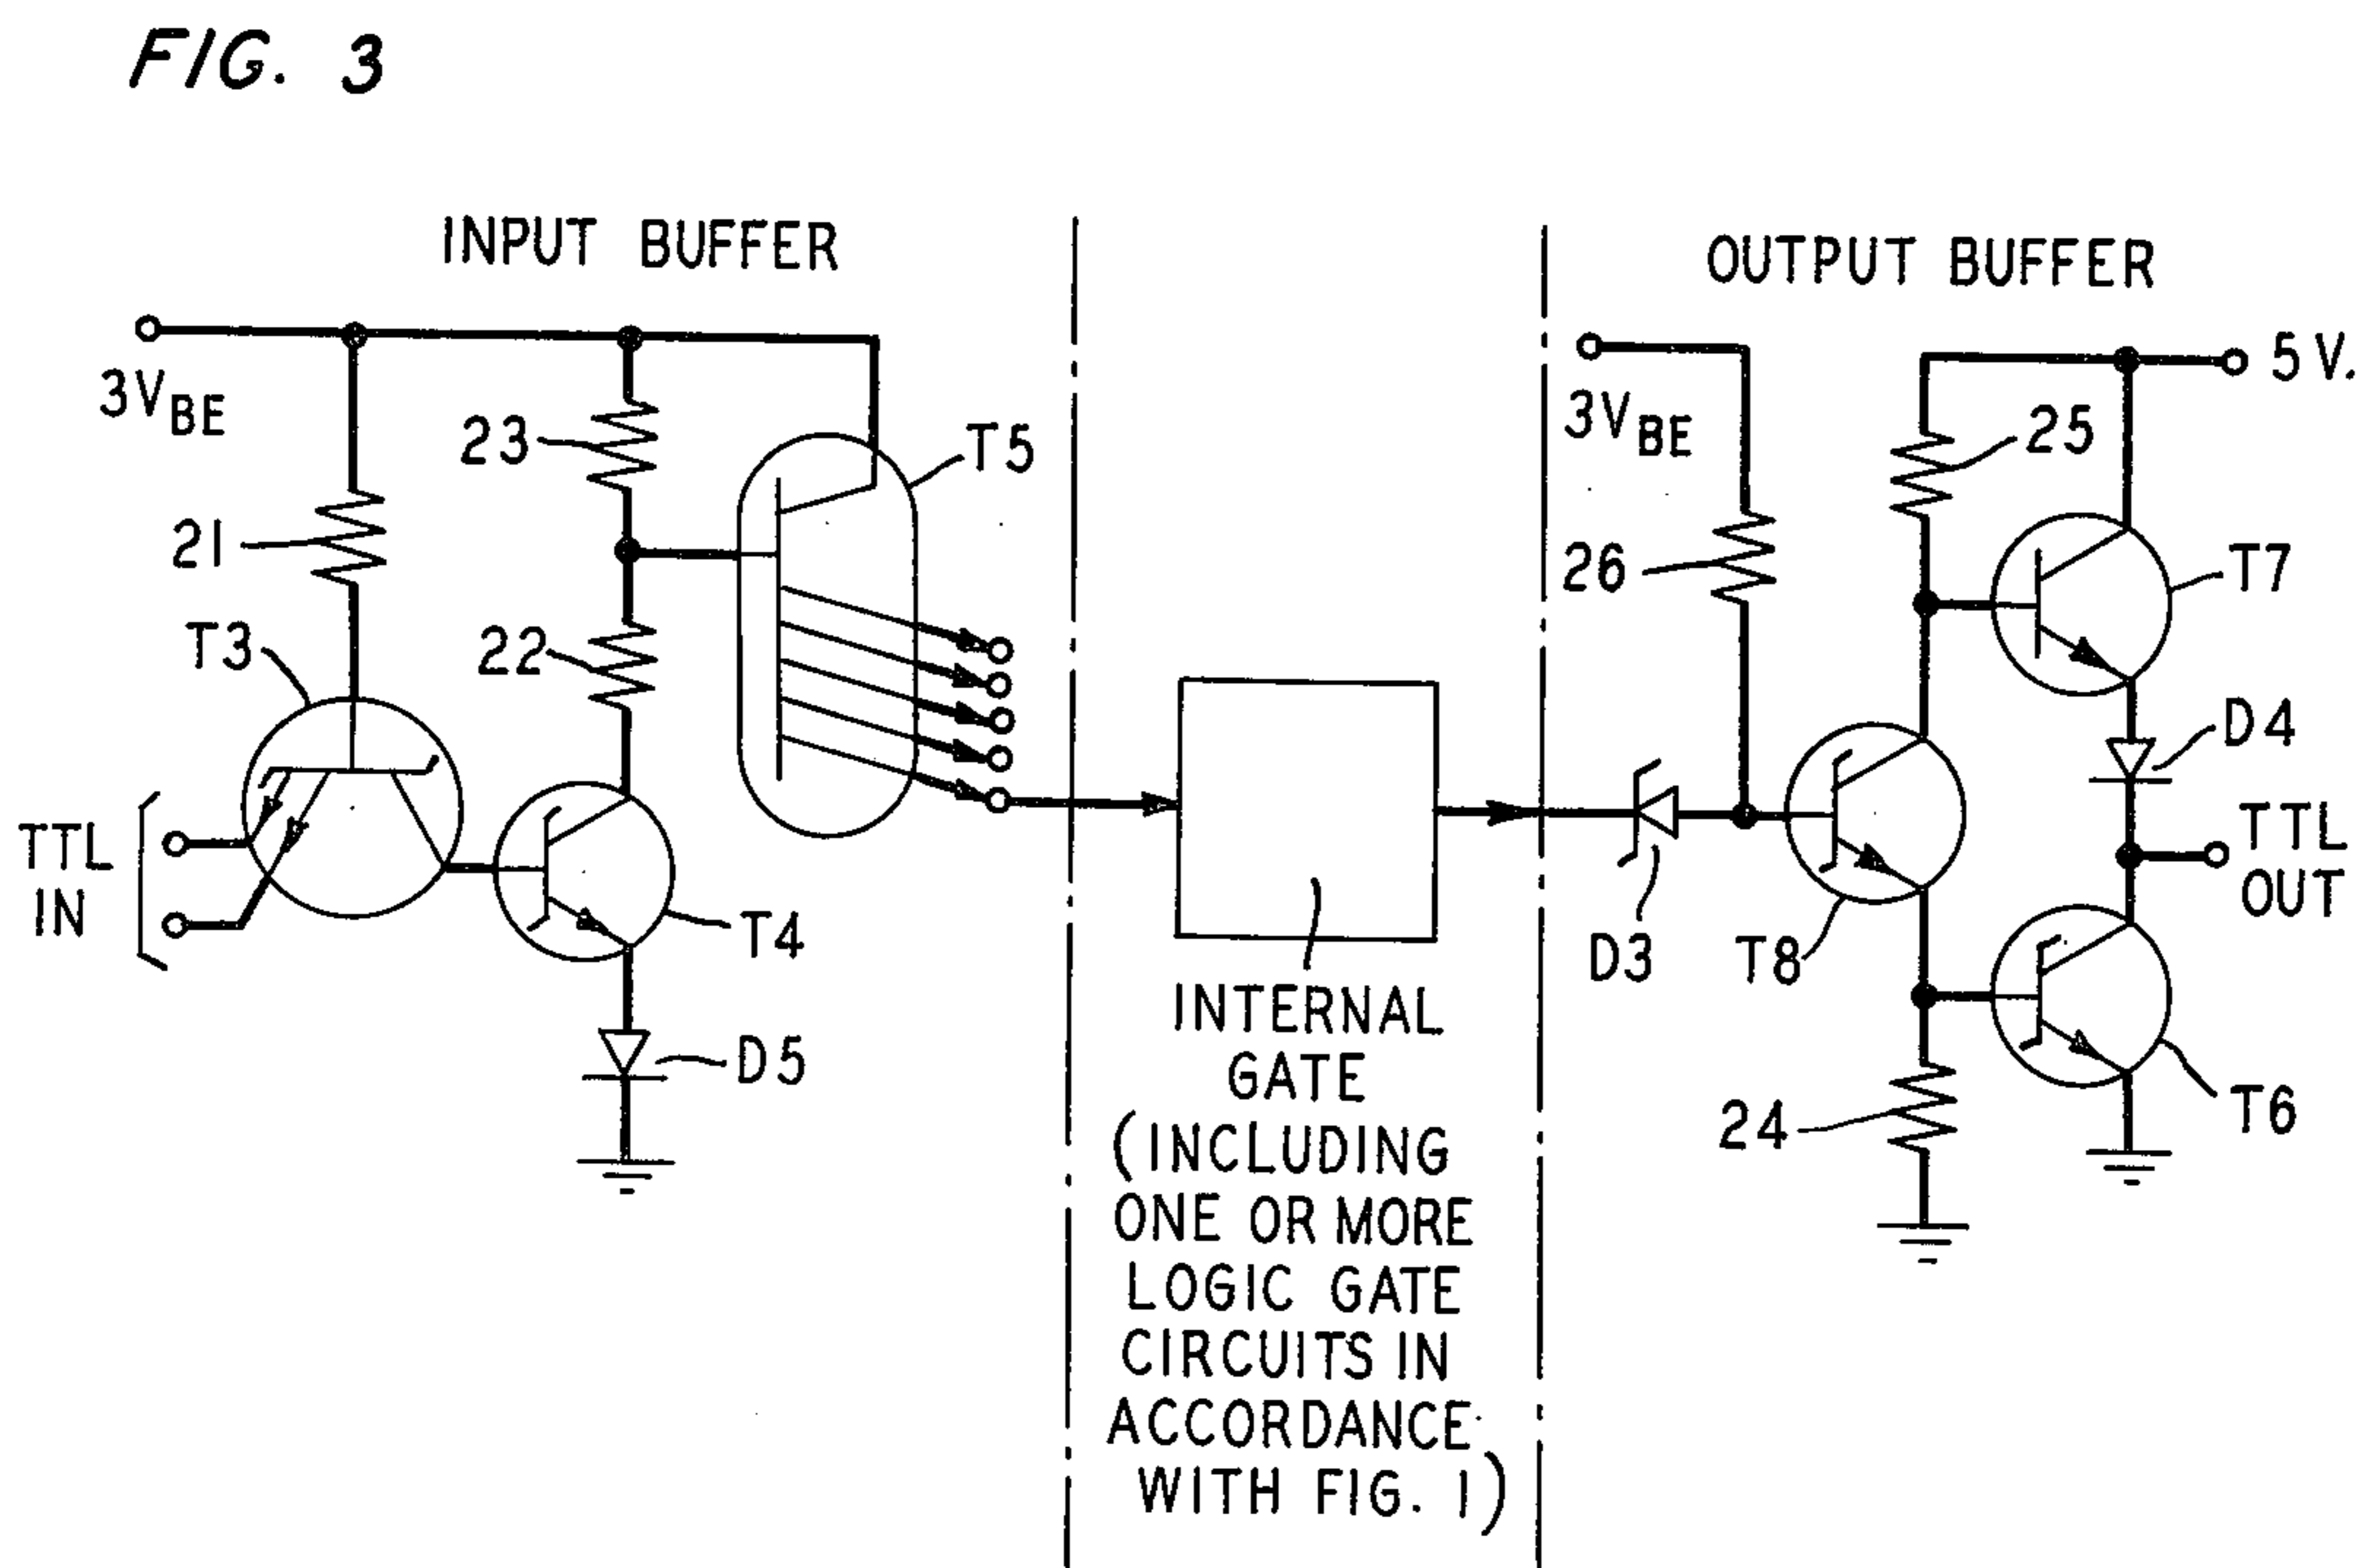 FIG. 3
INPUT BUFFER
OUTPUT BUFFER
3VBE
23
T5
21
T3
22
TTL
IN
T4
D5
INTERNAL
GATE
(INCLUDING
ONE OR MORE
LOGIC GATE
CIRCUITS IN
ACCORDANCE
WITH FIG. 1)
3VBE
5V.
25
26
T7
D4
TTL
OUT
D3
T8
24
T6